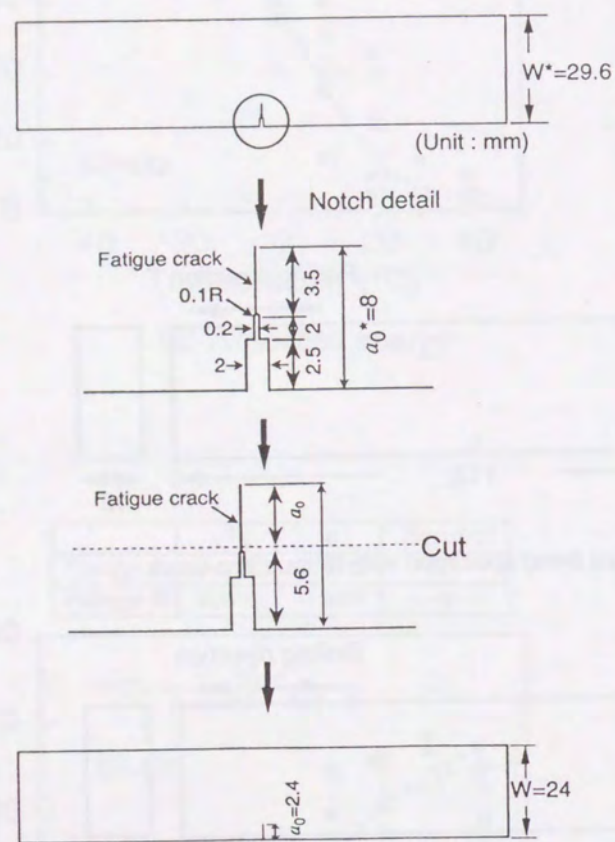 W*=29.6
(Unit : mm)
Notch detail
Fatigue crack
0.1R
0.2
2
3.5
2
2.5
a₀*=8
Fatigue crack
a₀
Cut
5.6
W=24
a₀=2.4